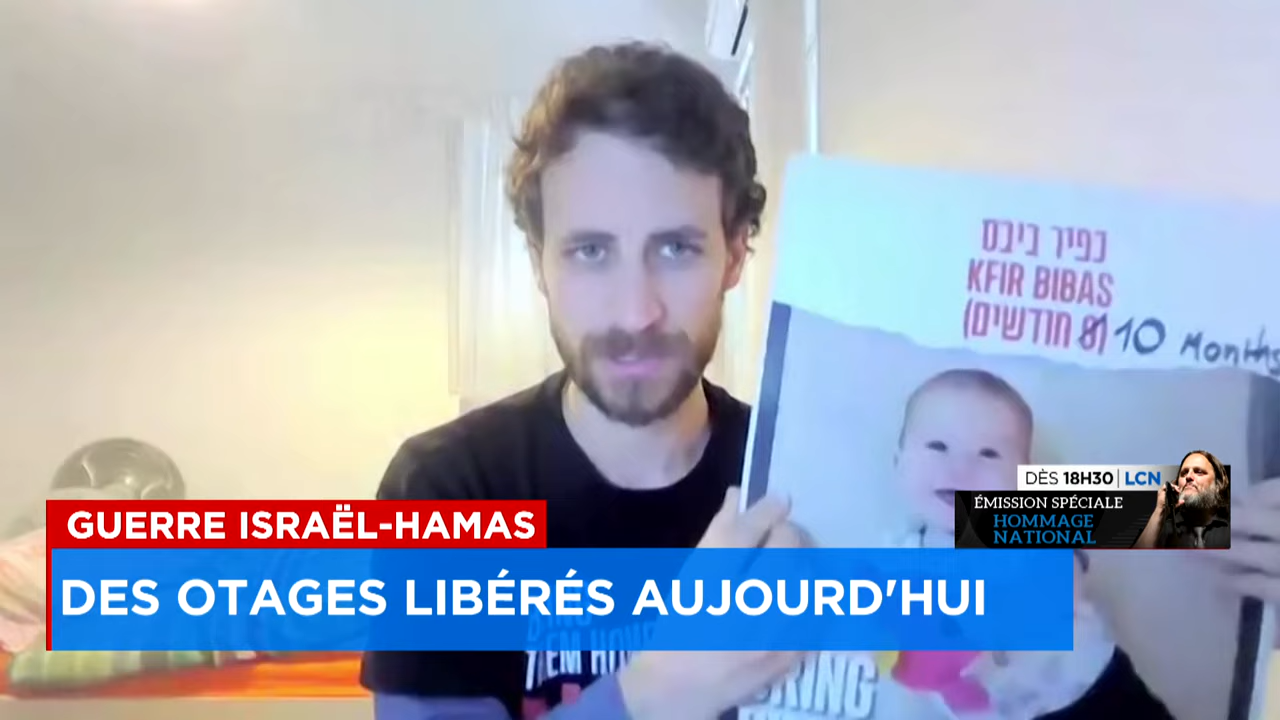 כפיר ביבס
KFIR BIBAS
(8 חודשים) 10 Months
DÈS 18H30 | LCN
ÉMISSION SPÉCIALE
HOMMAGE
NATIONAL
GUERRE ISRAËL-HAMAS
DES OTAGES LIBÉRÉS AUJOURD'HUI